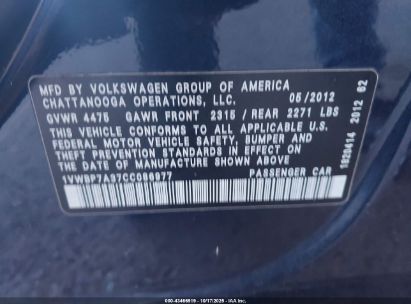 MFD BY VOLKSWAGEN GROUP OF AMERICA
CHATTANOOGA OPERATIONS, LLC. 05/2012
GVWR 4475 GAWR FRONT 2315 / REAR 2271 LBS
THIS VEHICLE CONFORMS TO ALL APPLICABLE U.S.
FEDERAL MOTOR VEHICLE SAFETY, BUMPER AND
THEFT PREVENTION STANDARDS IN EFFECT ON THE
DATE OF MANUFACTURE SHOWN ABOVE
PASSENGER CAR
2012 62